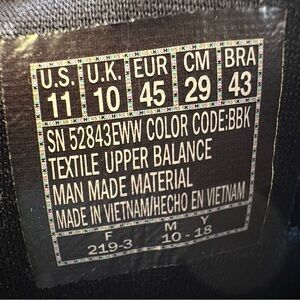 U.S. U.K. EUR CM BRA
11 10 45 29 43
SN 52843EWW COLOR CODE:BBK
TEXTILE UPPER BALANCE
MAN MADE MATERIAL
MADE IN VIETNAM/HECHO EN VIETNAM
F M Y
219-3 10-18